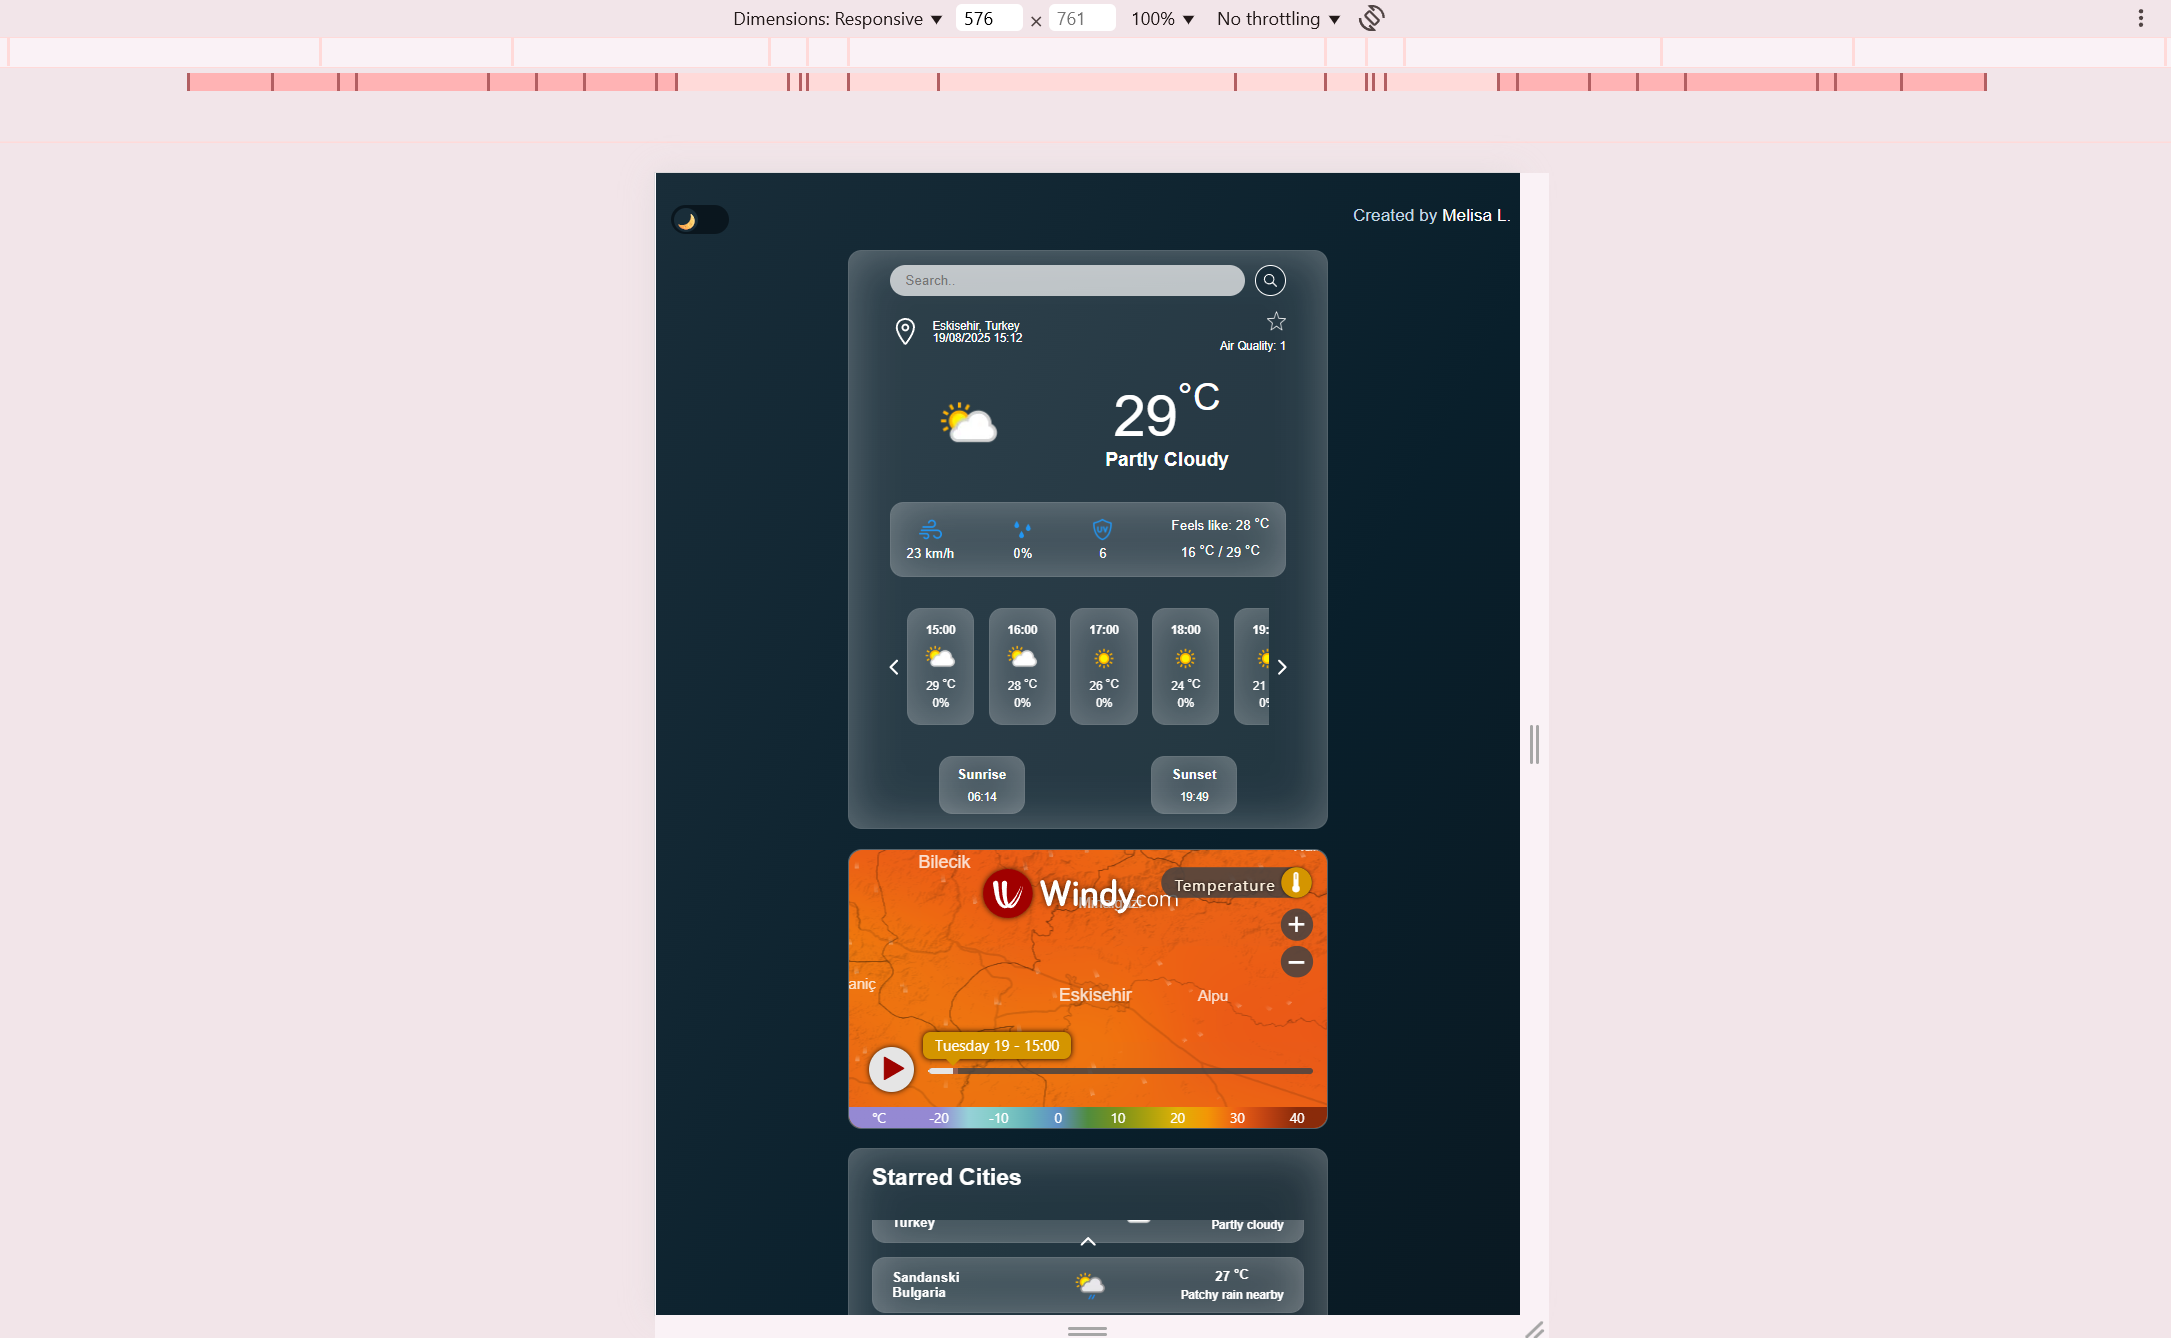 Dimensions: Responsive 576 × 761 100% No throttling
Created by Melisa L.
Search..
Eskisehir, Turkey
19/08/2025 15:12
Air Quality: 1
29 °C
Partly Cloudy
23 km/h
0%
UV
6
Feels like: 28 °C
16 °C / 29 °C
15:00
29 °C
0%
16:00
28 °C
0%
17:00
26 °C
0%
18:00
24 °C
0%
19:
21
0%
Sunrise
06:14
Sunset
19:49
Bilecik
Windy.com
Temperature
+
−
aniç
Eskisehir
Alpu
Tuesday 19 - 15:00
°C -20 -10 0 10 20 30 40
Starred Cities
Turkey
Partly cloudy
Sandanski
Bulgaria
27 °C
Patchy rain nearby